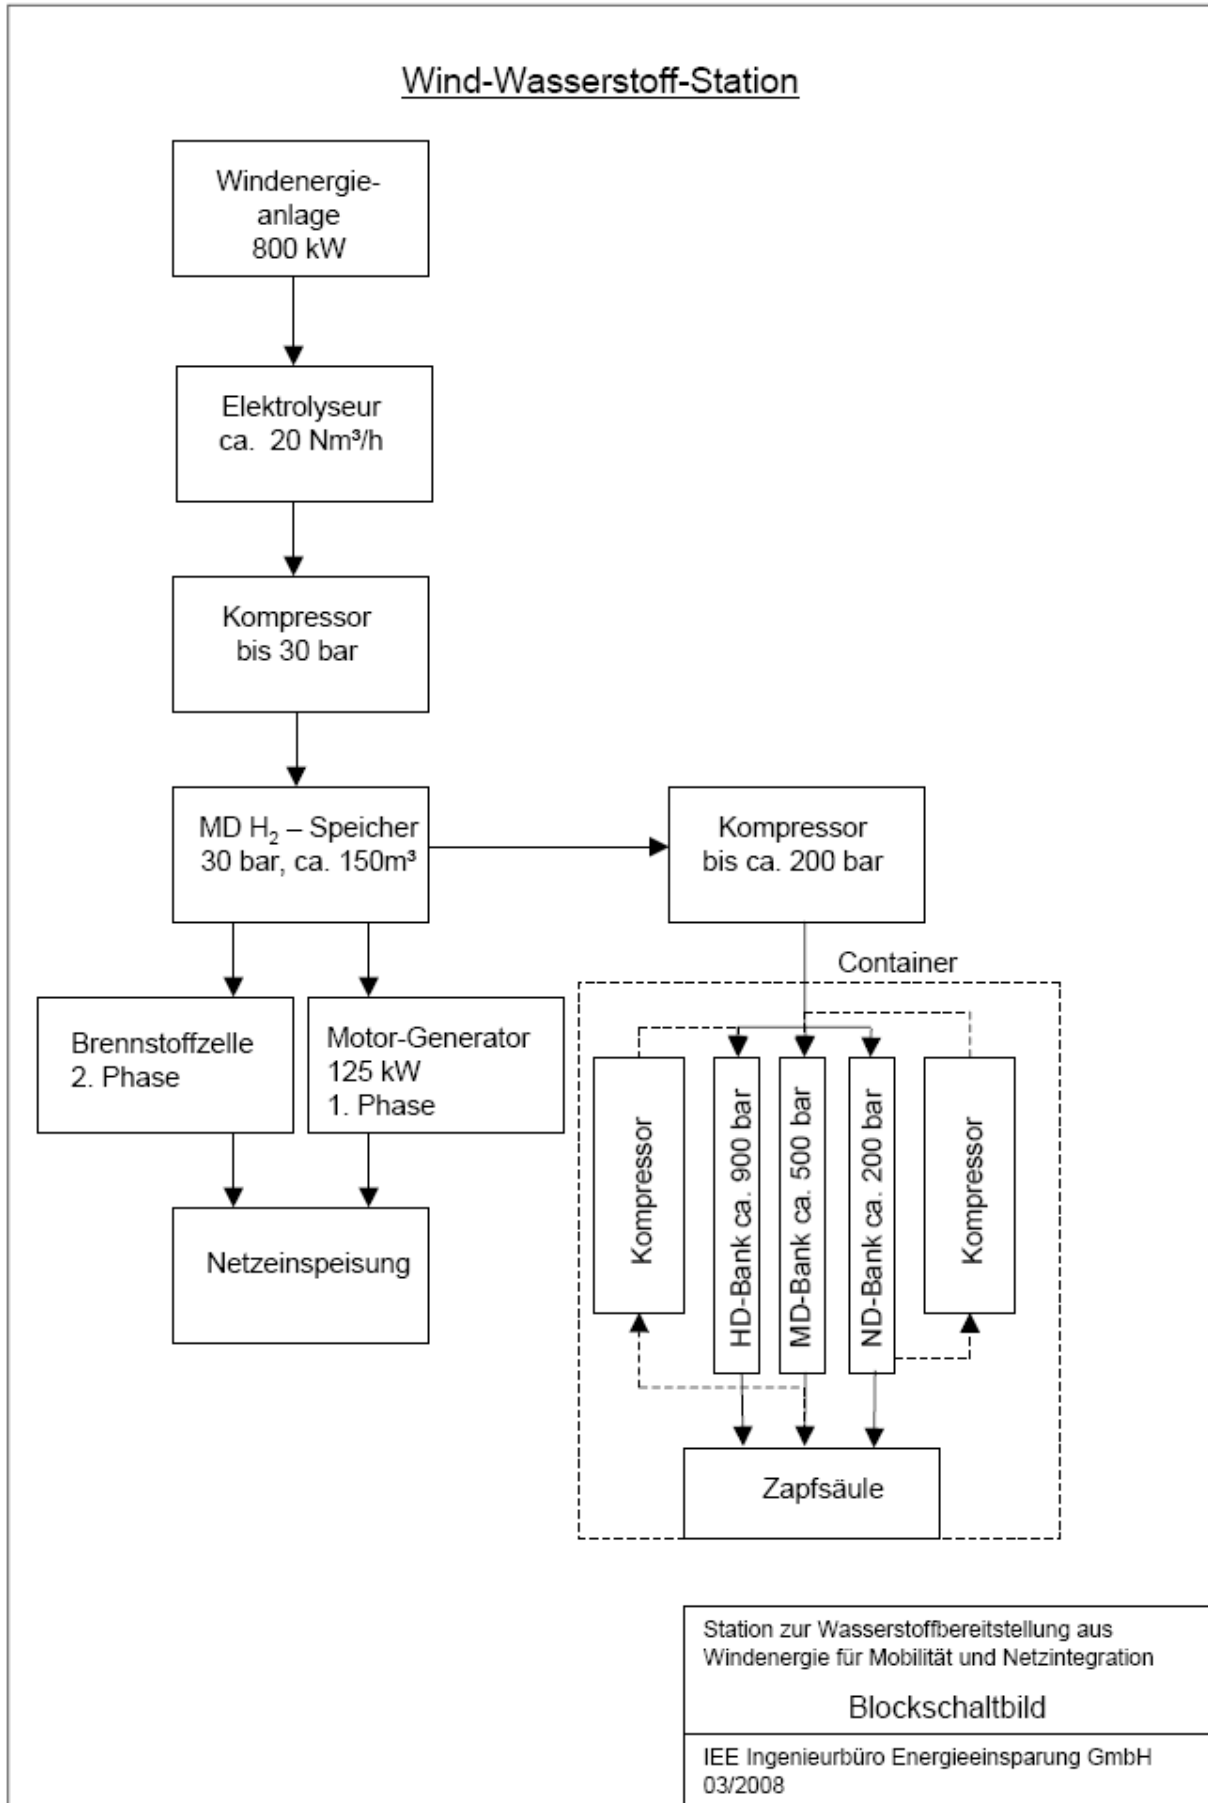 Wind-Wasserstoff-Station
Windenergie-
anlage
800 kW
Elektrolyseur
ca. 20 Nm³/h
Kompressor
bis 30 bar
MD H₂ – Speicher
30 bar, ca. 150m³
Kompressor
bis ca. 200 bar
Container
Brennstoffzelle
2. Phase
Motor-Generator
125 kW
1. Phase
Kompressor
HD-Bank ca. 900 bar
MD-Bank ca. 500 bar
ND-Bank ca. 200 bar
Kompressor
Netzeinspeisung
Zapfsäule
Station zur Wasserstoffbereitstellung aus
Windenergie für Mobilität und Netzintegration
Blockschaltbild
IEE Ingenieurbüro Energieeinsparung GmbH
03/2008